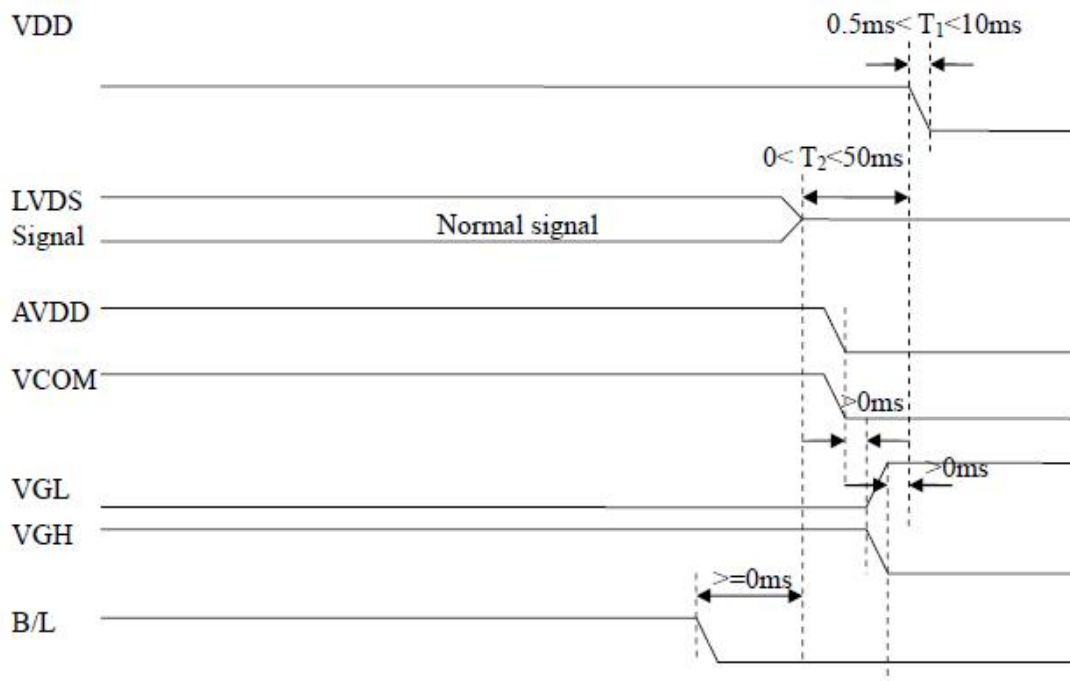 VDD
0.5ms< T₁<10ms
0< T₂<50ms
LVDS
Signal
Normal signal
AVDD
VCOM
>0ms
>0ms
VGL
VGH
>=0ms
B/L